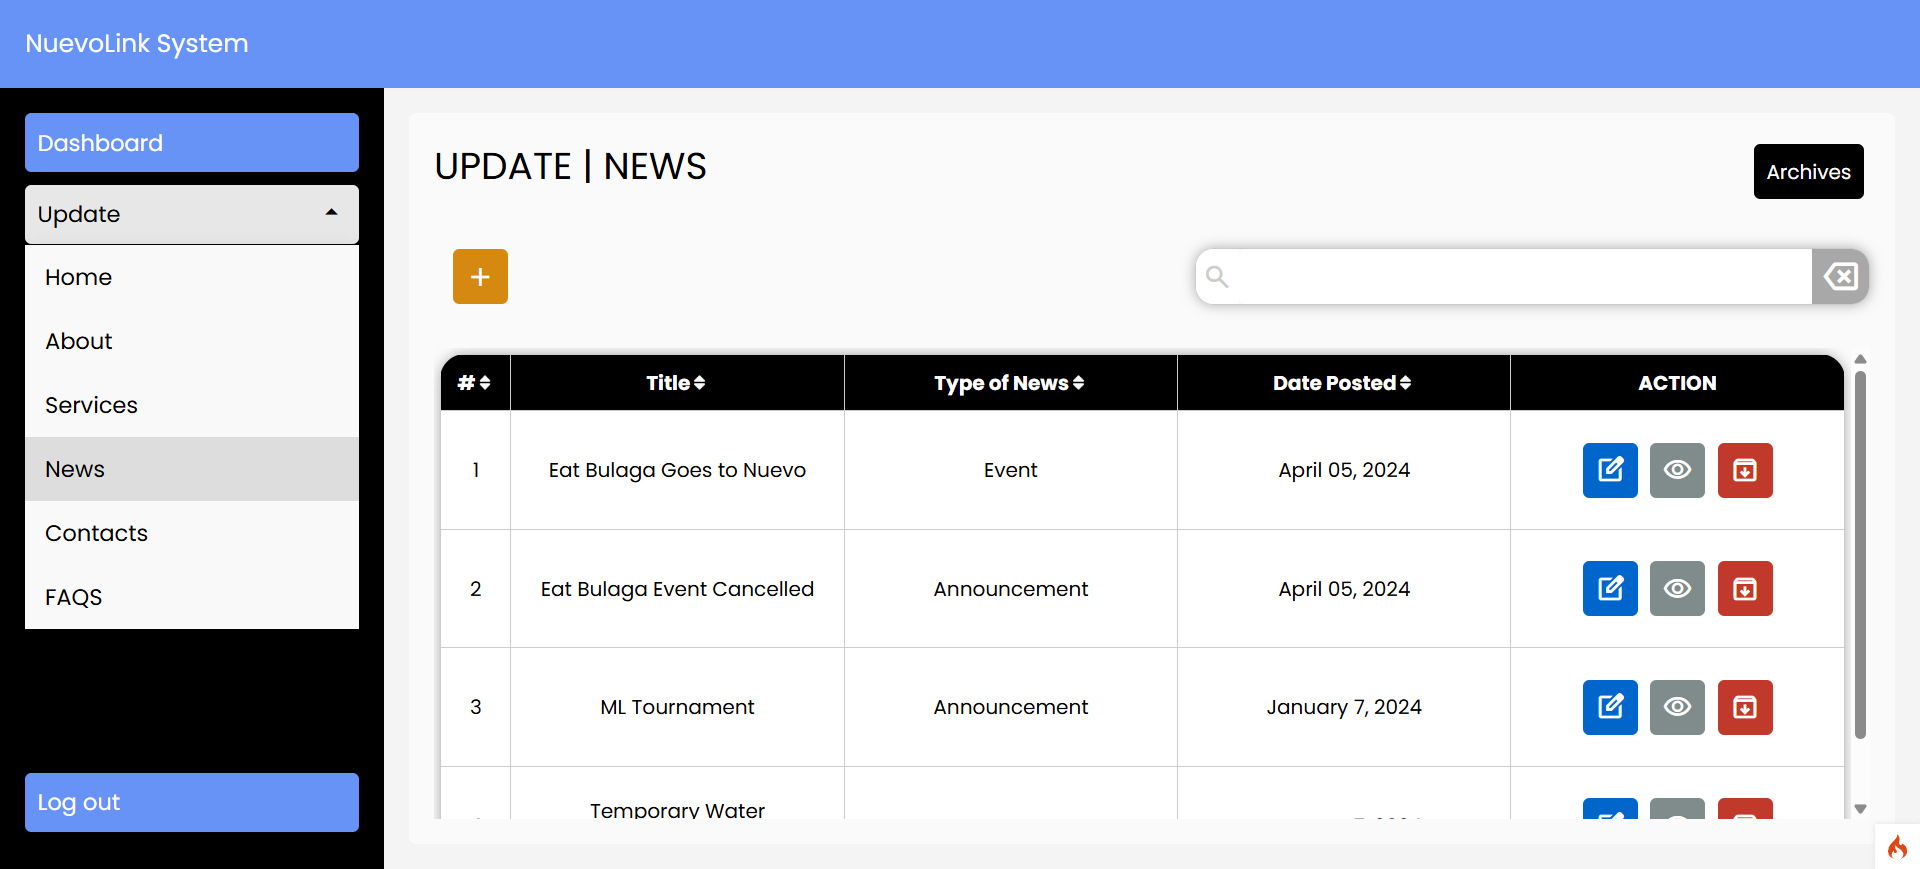 NuevoLink System
Dashboard
Update
Home
About
Services
News
Contacts
FAQS
Log out
UPDATE | NEWS
Archives
+
# Title Type of News Date Posted ACTION
1 Eat Bulaga Goes to Nuevo Event April 05, 2024
2 Eat Bulaga Event Cancelled Announcement April 05, 2024
3 ML Tournament Announcement January 7, 2024
Temporary Water